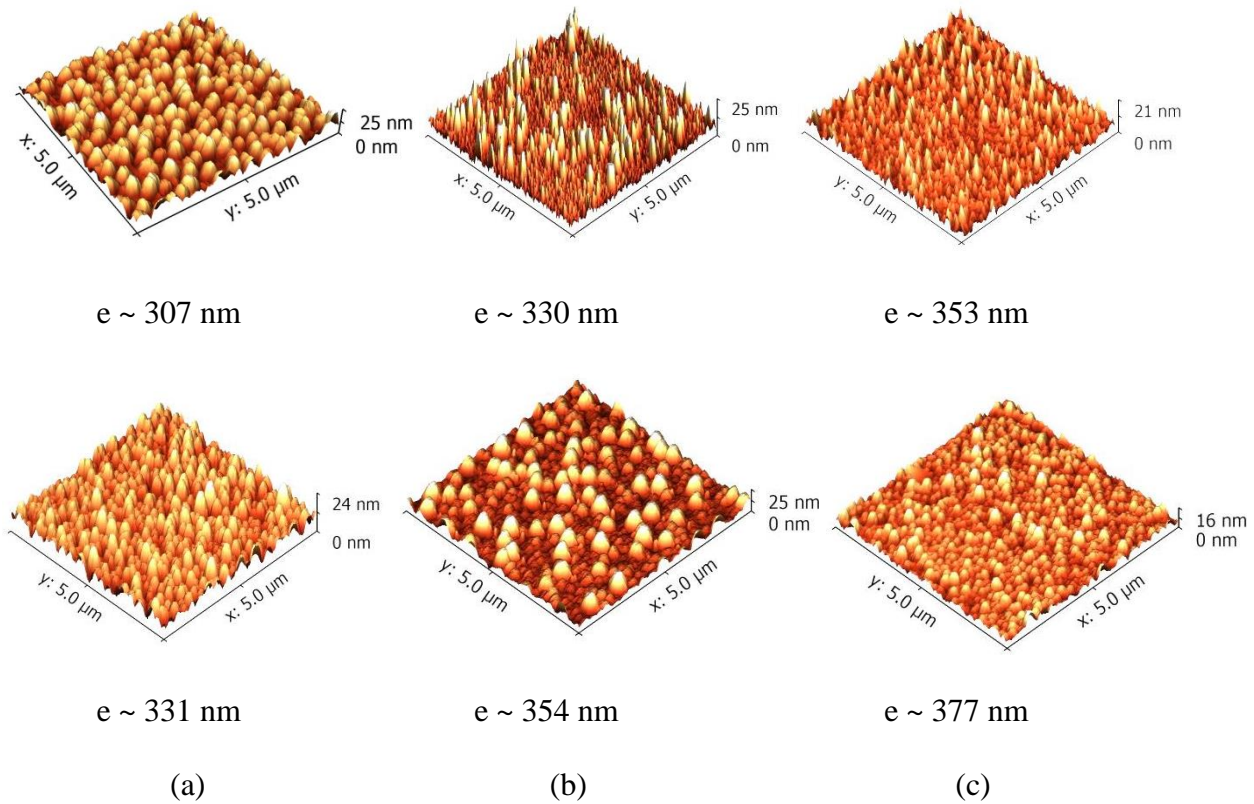 25 nm
0 nm
x: 5.0 µm
y: 5.0 µm
25 nm
0 nm
x: 5.0 µm
y: 5.0 µm
21 nm
0 nm
y: 5.0 µm
x: 5.0 µm
e ~ 307 nm
e ~ 330 nm
e ~ 353 nm
24 nm
0 nm
y: 5.0 µm
x: 5.0 µm
25 nm
0 nm
y: 5.0 µm
x: 5.0 µm
16 nm
0 nm
y: 5.0 µm
x: 5.0 µm
e ~ 331 nm
e ~ 354 nm
e ~ 377 nm
(a)
(b)
(c)